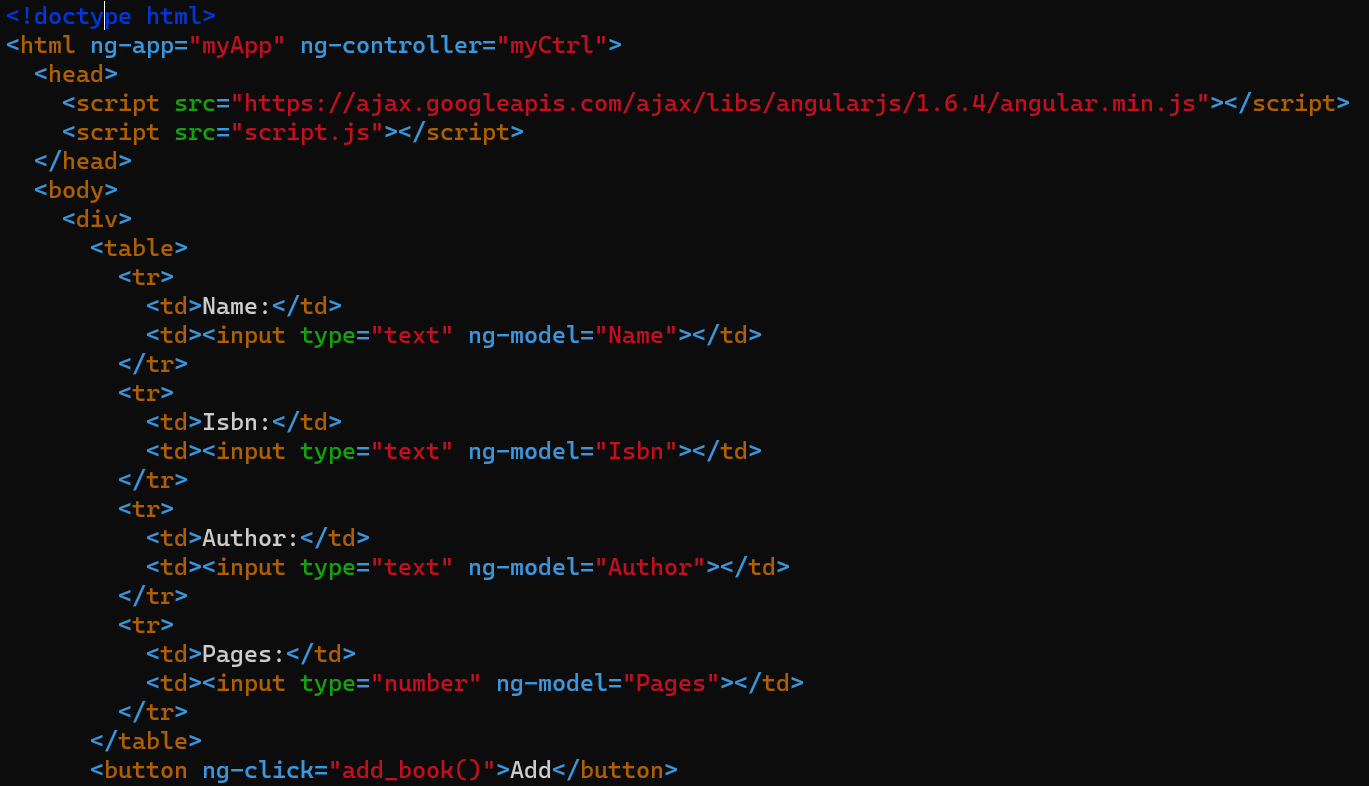 <!doctype html>
<html ng-app="myApp" ng-controller="myCtrl">
  <head>
    <script src="https://ajax.googleapis.com/ajax/libs/angularjs/1.6.4/angular.min.js"></script>
    <script src="script.js"></script>
  </head>
  <body>
    <div>
      <table>
        <tr>
          <td>Name:</td>
          <td><input type="text" ng-model="Name"></td>
        </tr>
        <tr>
          <td>Isbn:</td>
          <td><input type="text" ng-model="Isbn"></td>
        </tr>
        <tr>
          <td>Author:</td>
          <td><input type="text" ng-model="Author"></td>
        </tr>
        <tr>
          <td>Pages:</td>
          <td><input type="number" ng-model="Pages"></td>
        </tr>
      </table>
      <button ng-click="add_book()">Add</button>